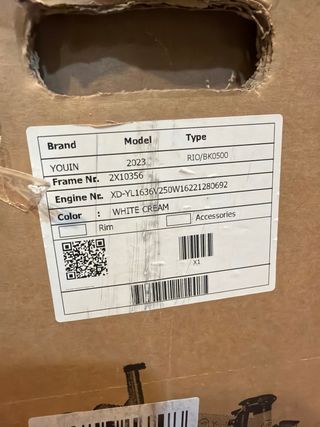 Brand Model Type
YOUIN 2023 RIO/BK0500
Frame Nr. 2X10356
Engine Nr. XD-YL1636V250W16221280692
Color : WHITE CREAM
Rim Accessories
X1